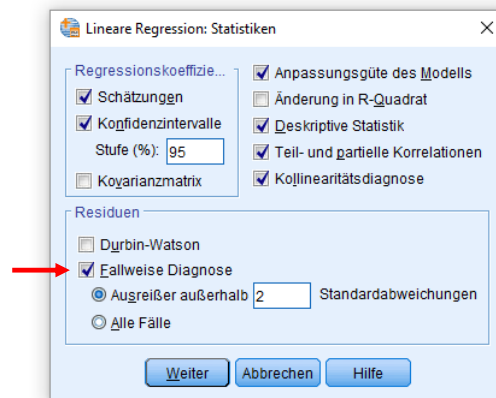 Lineare Regression: Statistiken
Regressionskoeffizie...
Schätzungen
Konfidenzintervalle
Stufe (%): 95
Kovarianzmatrix
Anpassungsgüte des Modells
Änderung in R-Quadrat
Deskriptive Statistik
Teil- und partielle Korrelationen
Kollinearitätsdiagnose
Residuen
Durbin-Watson
Fallweise Diagnose
Ausreißer außerhalb 2 Standardabweichungen
Alle Fälle
Weiter Abbrechen Hilfe